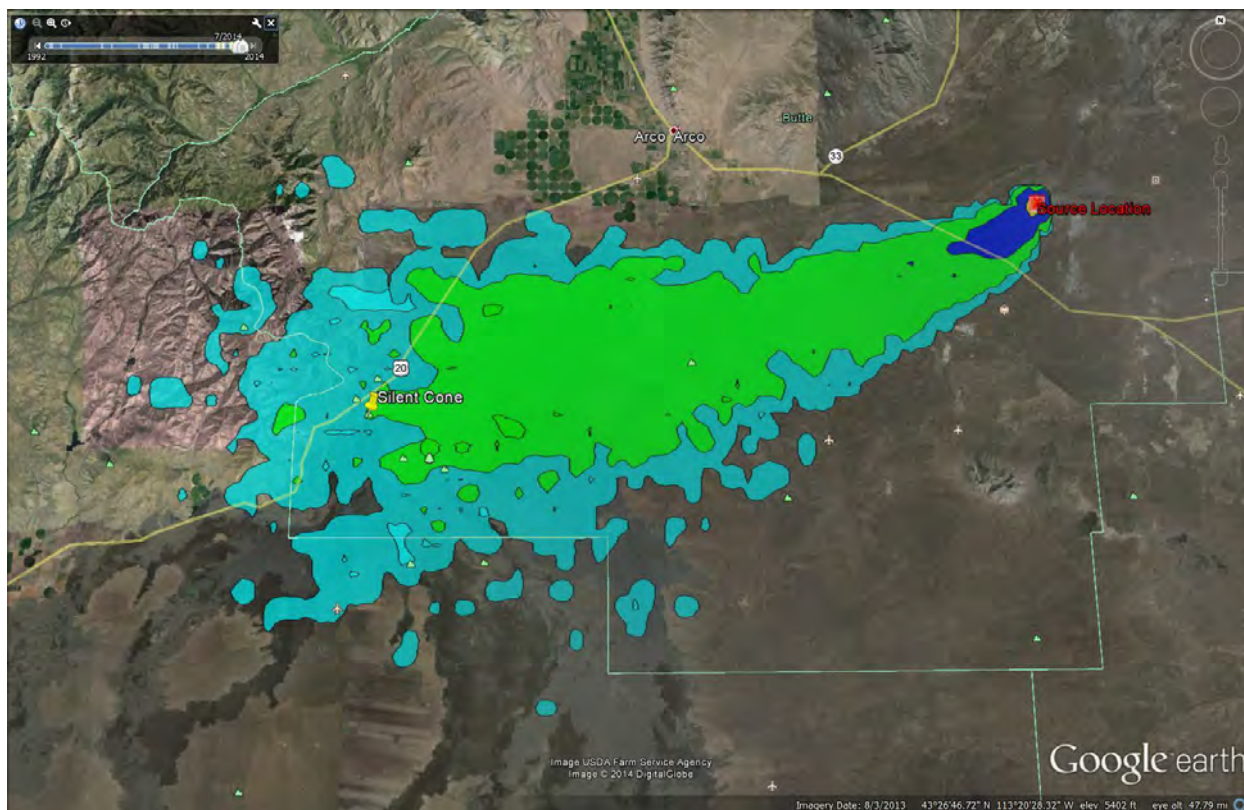 7/2014
1992
2014
N
Arco Arco
Butte
33
Source Location
20
Silent Cone
Image USDA Farm Service Agency
Image © 2014 DigitalGlobe
Google earth
Imagery Date: 8/3/2013 43°26'46.72" N 113°20'28.32" W elev 5402 ft eye alt 47.79 mi